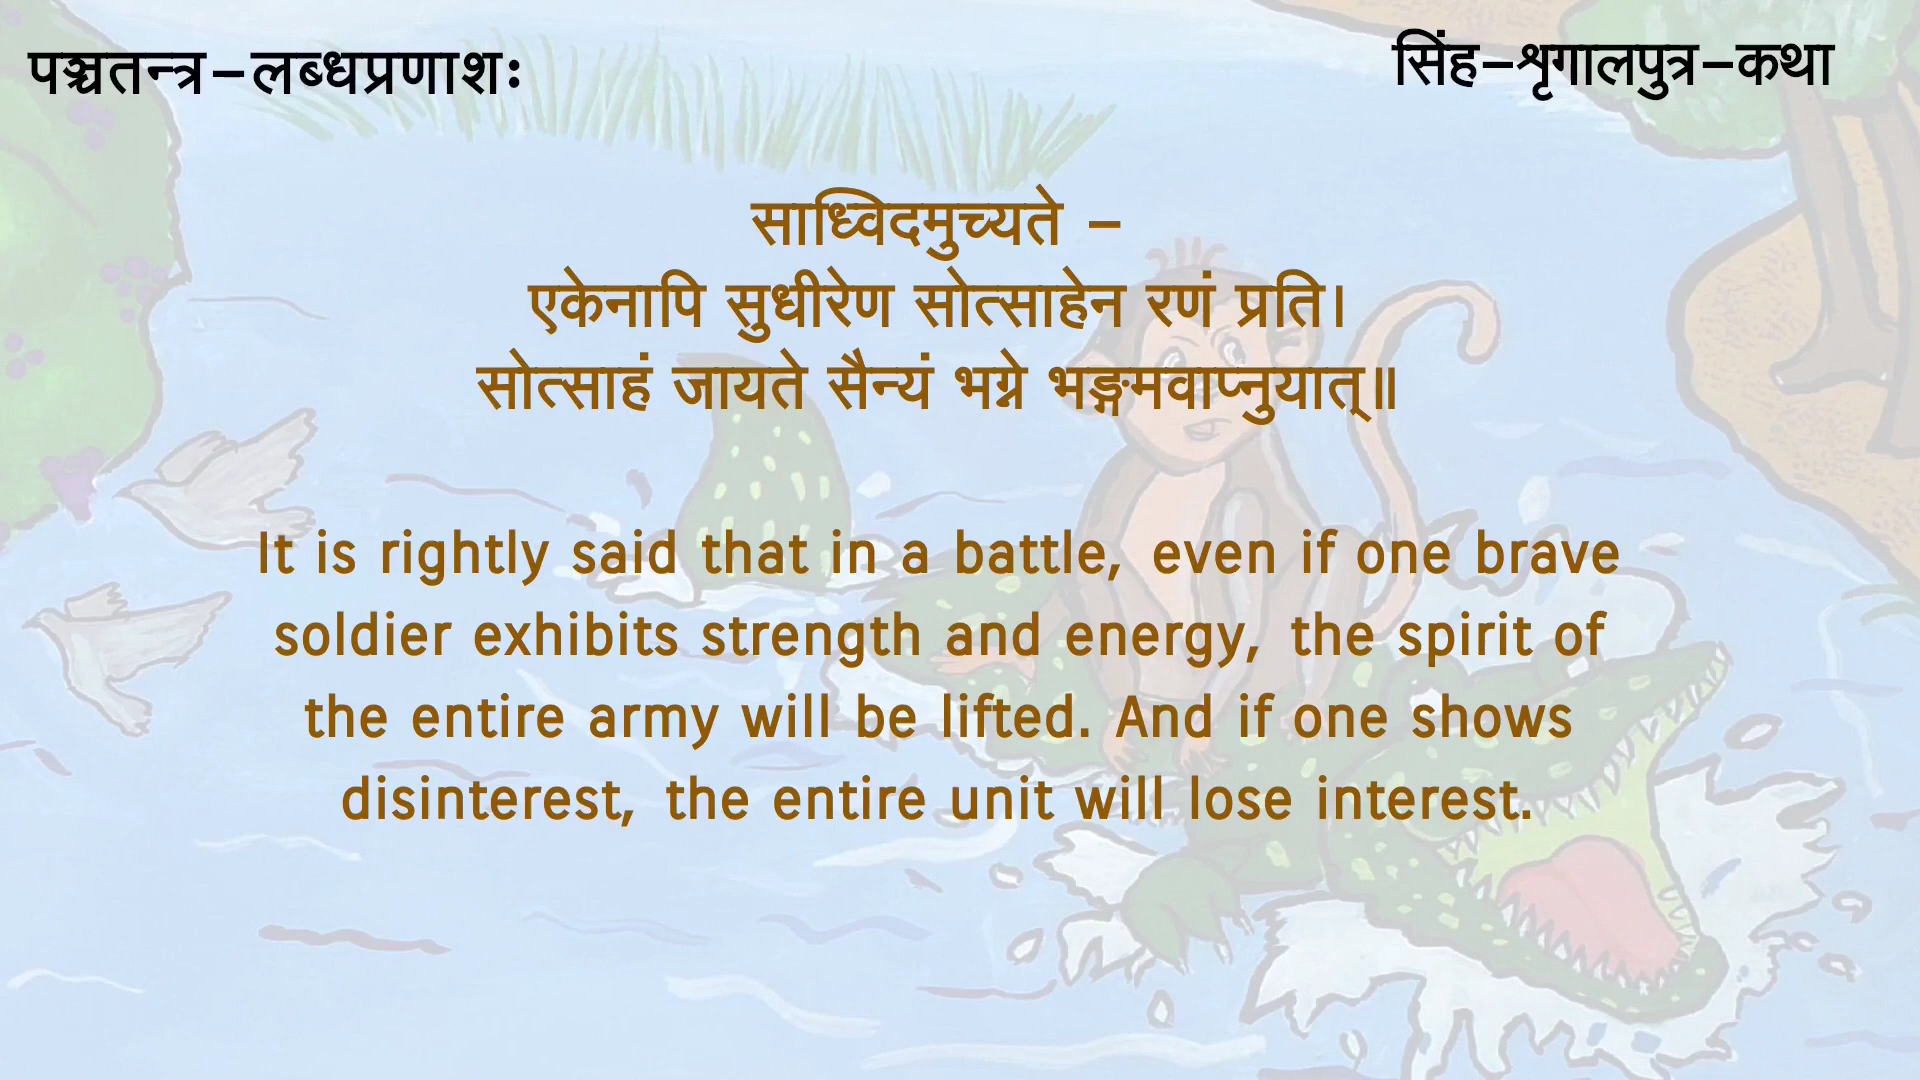 पञ्चतन्त्र-लब्धप्रणाशः
सिंह-शृगालपुत्र-कथा
साध्विदमुच्यते -
एकेनापि सुधीरेण सोत्साहेन रणं प्रति।
सोत्साहं जायते सैन्यं भग्ने भङ्गमवाप्नुयात्॥
It is rightly said that in a battle, even if one brave
soldier exhibits strength and energy, the spirit of
the entire army will be lifted. And if one shows
disinterest, the entire unit will lose interest.